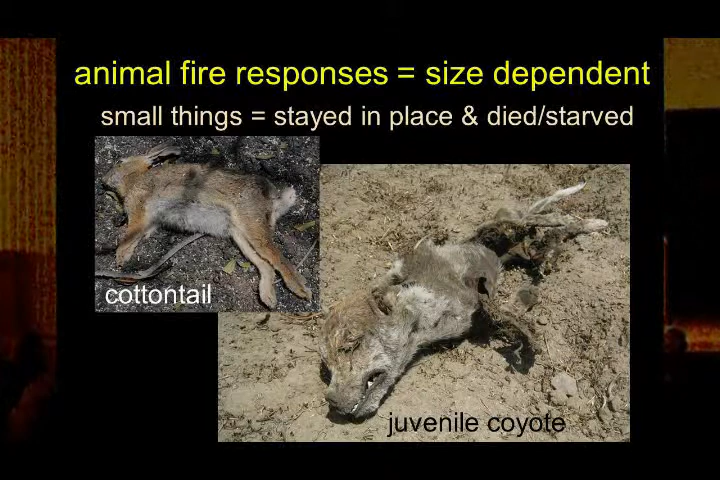 animal fire responses = size dependent
small things = stayed in place & died/starved
cottontail
juvenile coyote